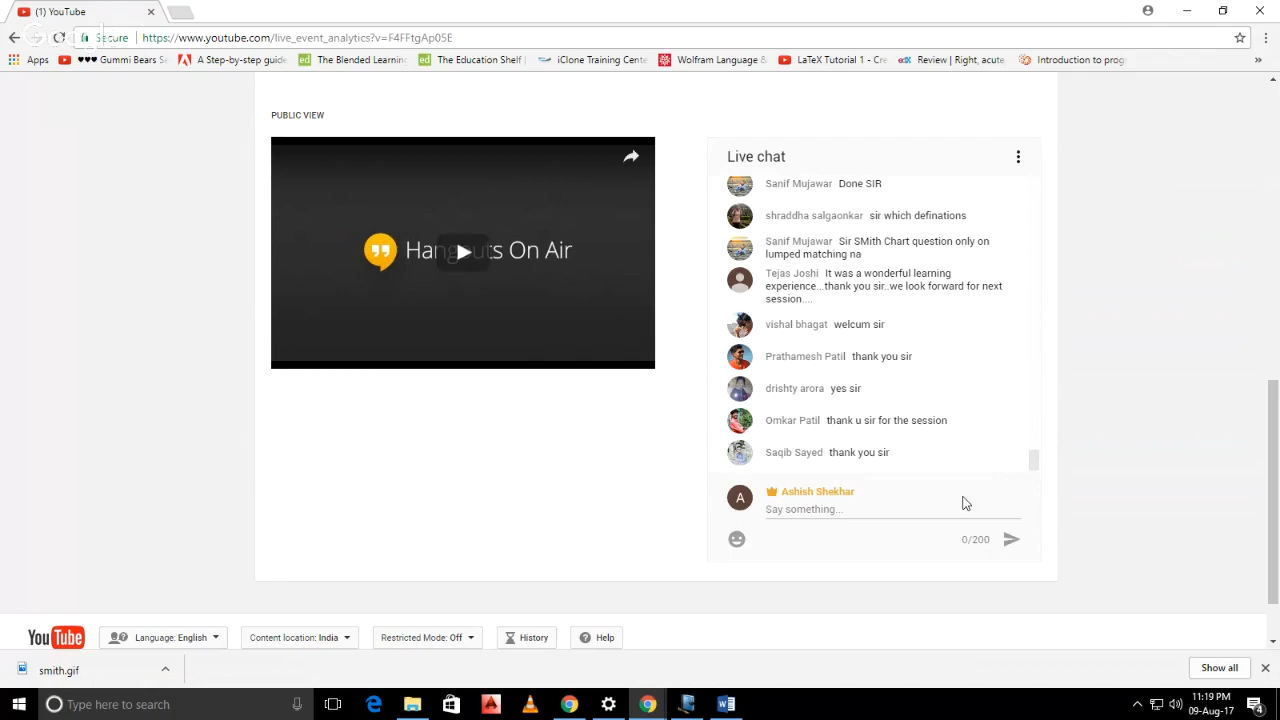 (1) YouTube
Secure
https://www.youtube.com/live_event_analytics?v=F4FFtgAp05E
Apps
♥♥♥ Gummi Bears S
A Step-by-step guide
The Blended Learnin
The Education Shelf
iClone Training Cente
Wolfram Language &
LaTeX Tutorial 1 - Cre
Review | Right, acute
Introduction to prog
»
PUBLIC VIEW
Hangouts On Air
Live chat
Sanif Mujawar Done SIR
shraddha salgaonkar sir which definations
Sanif Mujawar Sir SMith Chart question only on
lumped matching na
Tejas Joshi It was a wonderful learning
experience...thank you sir..we look forward for next
session....
vishal bhagat welcum sir
Prathamesh Patil thank you sir
drishty arora yes sir
Omkar Patil thank u sir for the session
Saqib Sayed thank you sir
A
Ashish Shekhar
Say something...
0/200
YouTube
Language: English
Content location: India
Restricted Mode: Off
History
Help
smith.gif
Show all
Type here to search
11:19 PM
09-Aug-17
4